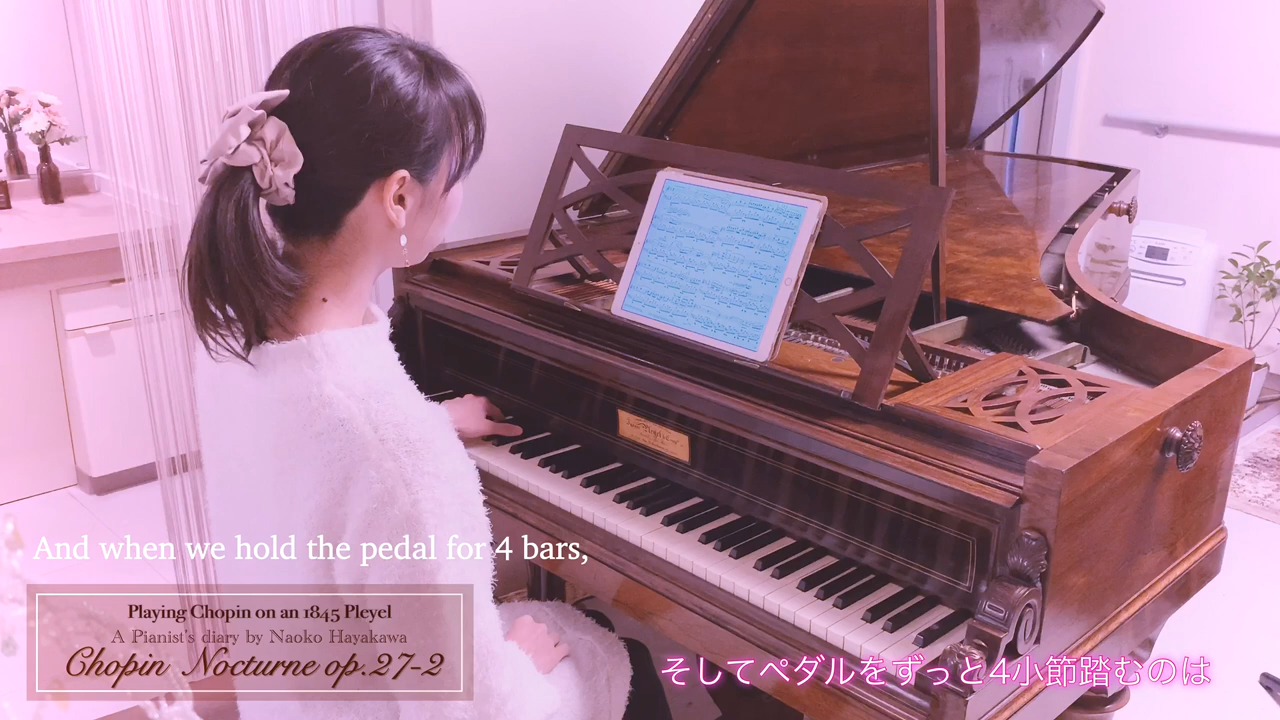 And when we hold the pedal for 4 bars,
Playing Chopin on an 1845 Pleyel
A Pianist's diary by Naoko Hayakawa
Chopin Nocturne op.27-2
そしてペダルをずっと4小節踏むのは